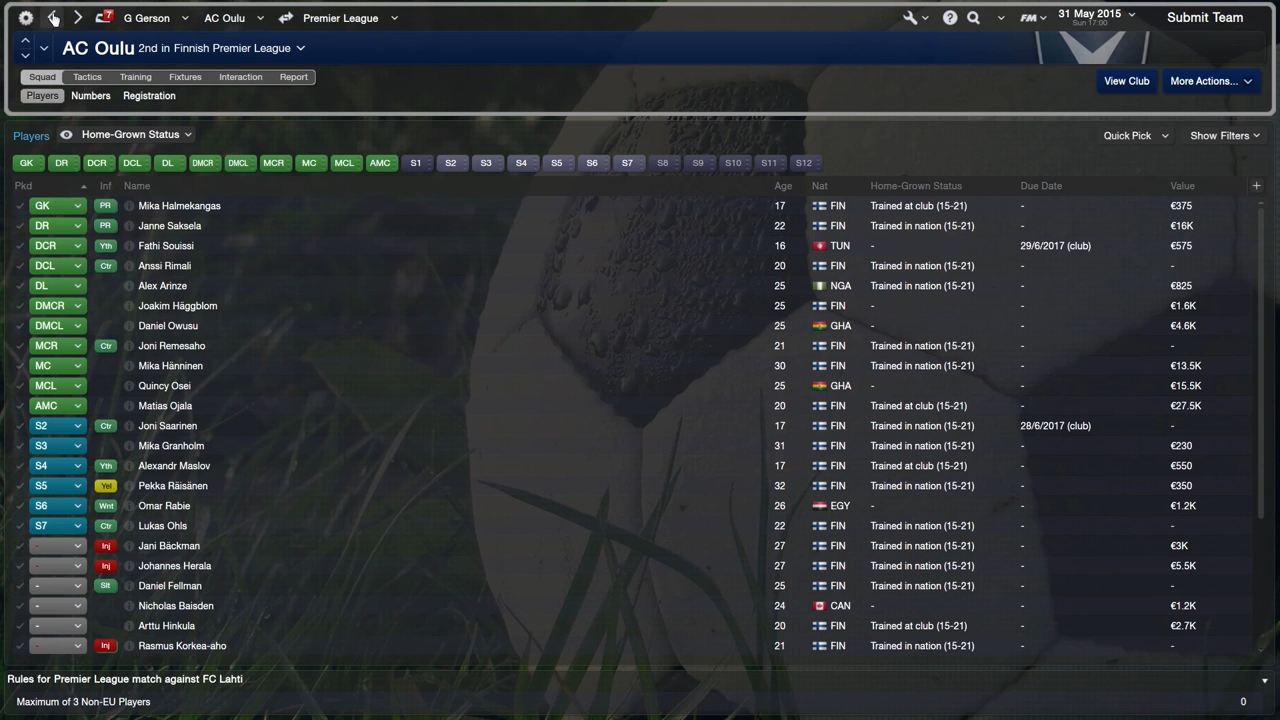 7 G Gerson AC Oulu Premier League FM 31 May 2015 Sun 17:00 Submit Team
AC Oulu 2nd in Finnish Premier League
Squad Tactics Training Fixtures Interaction Report View Club More Actions...
Players Numbers Registration
Players Home-Grown Status Quick Pick Show Filters
GK DR DCR DCL DL DMCR DMCL MCR MC MCL AMC S1 S2 S3 S4 S5 S6 S7 S8 S9 S10 S11 S12
Pkd Inf Name Age Nat Home-Grown Status Due Date Value
GK PR Mika Halmekangas 17 FIN Trained at club (15-21) - €375
DR PR Janne Saksela 22 FIN Trained in nation (15-21) - €16K
DCR Yth Fathi Souissi 16 TUN - 29/6/2017 (club) €575
DCL Ctr Anssi Rimali 20 FIN Trained in nation (15-21) - -
DL Alex Arinze 25 NGA Trained in nation (15-21) - €825
DMCR Joakim Häggblom 25 FIN - - €1.6K
DMCL Daniel Owusu 25 GHA - - €4.6K
MCR Ctr Joni Remesaho 21 FIN Trained in nation (15-21) - -
MC Mika Hänninen 30 FIN Trained in nation (15-21) - €13.5K
MCL Quincy Osei 25 GHA - - €15.5K
AMC Matias Ojala 20 FIN Trained at club (15-21) - €27.5K
S2 Ctr Joni Saarinen 17 FIN Trained in nation (15-21) 28/6/2017 (club) -
S3 Mika Granholm 31 FIN Trained in nation (15-21) - €230
S4 Yth Alexandr Maslov 17 FIN Trained at club (15-21) - €550
S5 Yel Pekka Räisänen 32 FIN Trained in nation (15-21) - €350
S6 Wnt Omar Rabie 26 EGY - - €1.2K
S7 Ctr Lukas Ohls 22 FIN Trained in nation (15-21) - -
- Inj Jani Bäckman 27 FIN Trained in nation (15-21) - €3K
- Inj Johannes Herala 27 FIN Trained in nation (15-21) - €5.5K
- Slt Daniel Fellman 25 FIN Trained in nation (15-21) - -
- Nicholas Baisden 24 CAN - - €1.2K
- Arttu Hinkula 20 FIN Trained at club (15-21) - €2.7K
- Inj Rasmus Korkea-aho 21 FIN Trained in nation (15-21) - -
Rules for Premier League match against FC Lahti
Maximum of 3 Non-EU Players 0